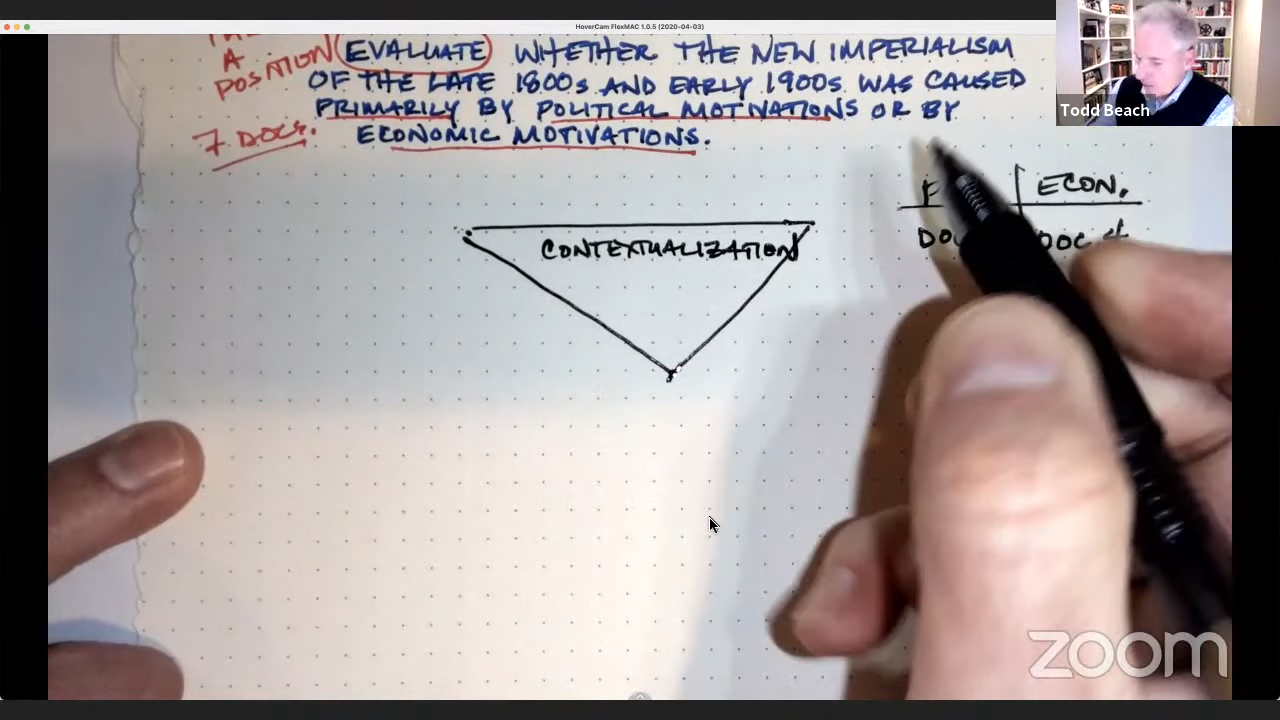 HoverCam FlexMAC 1.0.5 (2020-04-03)
Todd Beach
A
POSITION
7 DOCS.
EVALUATE WHETHER THE NEW IMPERIALISM
OF THE LATE 1800s AND EARLY 1900s WAS CAUSED
PRIMARILY BY POLITICAL MOTIVATIONS OR BY
ECONOMIC MOTIVATIONS.
ECON.
CONTEXTUALIZATION
DOC
zoom